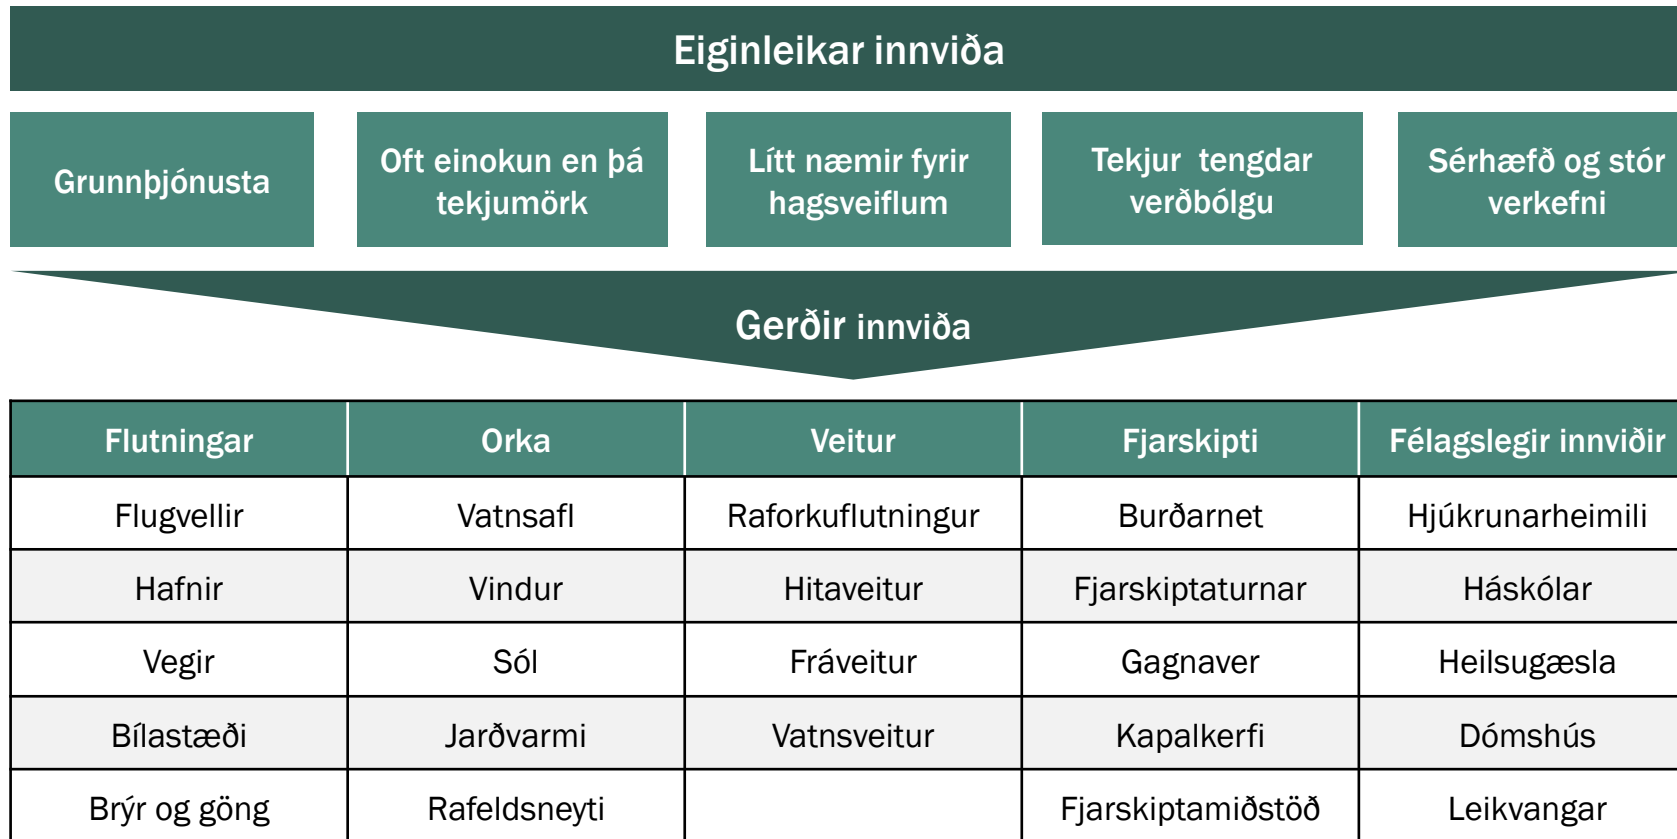 Eiginleikar innviða
Grunnþjónusta
Oft einokun en þá
tekjumörk
Lítt næmir fyrir
hagsveiflum
Tekjur tengdar
verðbólgu
Sérhæfð og stór
verkefni
Gerðir innviða
Flutningar Orka Veitur Fjarskipti Félagslegir innviðir
Flugvellir Vatnsafl Raforkuflutningur Burðarnet Hjúkrunarheimili
Hafnir Vindur Hitaveitur Fjarskiptaturnar Háskólar
Vegir Sól Fráveitur Gagnaver Heilsugæsla
Bílastæði Jarðvarmi Vatnsveitur Kapalkerfi Dómshús
Brýr og göng Rafeldsneyti Fjarskiptamiðstöð Leikvangar